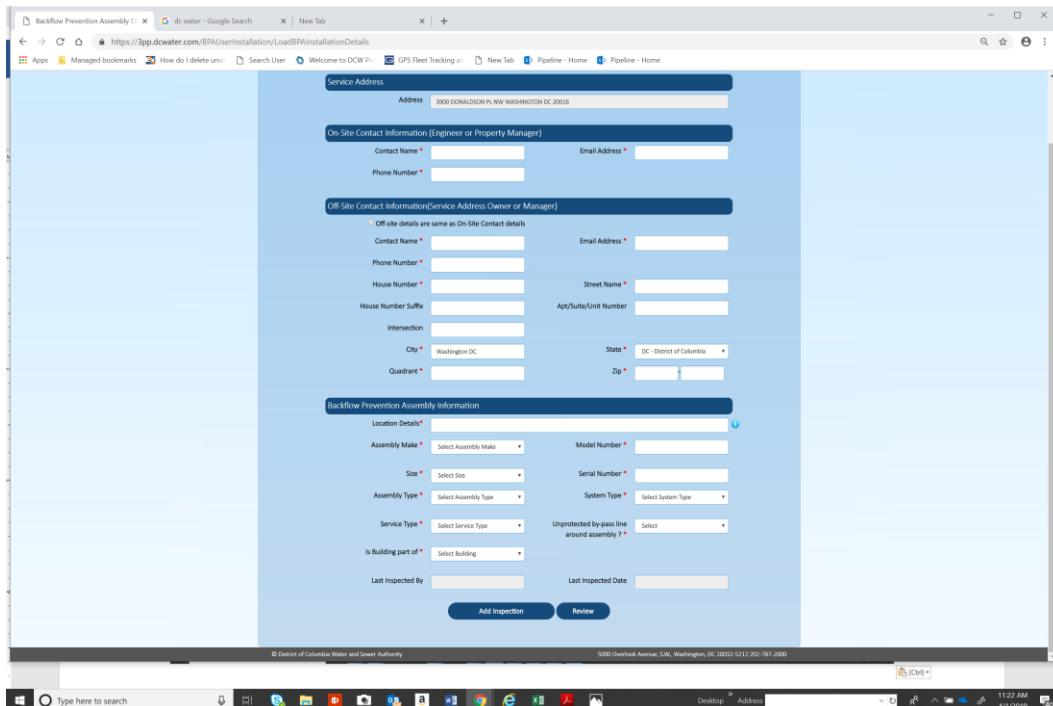 Backflow Prevention Assembly D
dc water - Google Search
New Tab
https://3pp.dcwater.com/BPAUserInstallation/LoadBPAInstallationDetails
Apps Managed bookmarks How do I delete unw Search User Welcome to DCW Pr GPS Fleet Tracking a New Tab Pipeline - Home Pipeline - Home
Service Address
Address 3900 DONALDSON PL NW WASHINGTON DC 20016
On-Site Contact Information (Engineer or Property Manager)
Contact Name * Email Address *
Phone Number *
Off-Site Contact Information(Service Address Owner or Manager)
Off-site details are same as On-Site Contact details
Contact Name * Email Address *
Phone Number *
House Number * Street Name *
House Number Suffix Apt/Suite/Unit Number
Intersection
City * Washington DC State * DC - District of Columbia
Quadrant * Zip * -
Backflow Prevention Assembly Information
Location Details*
Assembly Make * Select Assembly Make Model Number *
Size * Select Size Serial Number *
Assembly Type * Select Assembly Type System Type * Select System Type
Service Type * Select Service Type Unprotected by-pass line around assembly ? * Select
Is Building part of * Select Building
Last Inspected By Last Inspected Date
Add Inspection Review
© District of Columbia Water and Sewer Authority 5000 Overlook Avenue, S.W., Washington, DC 20032-5212 202-787-2000
(Ctrl)
Type here to search Desktop Address 11:22 AM